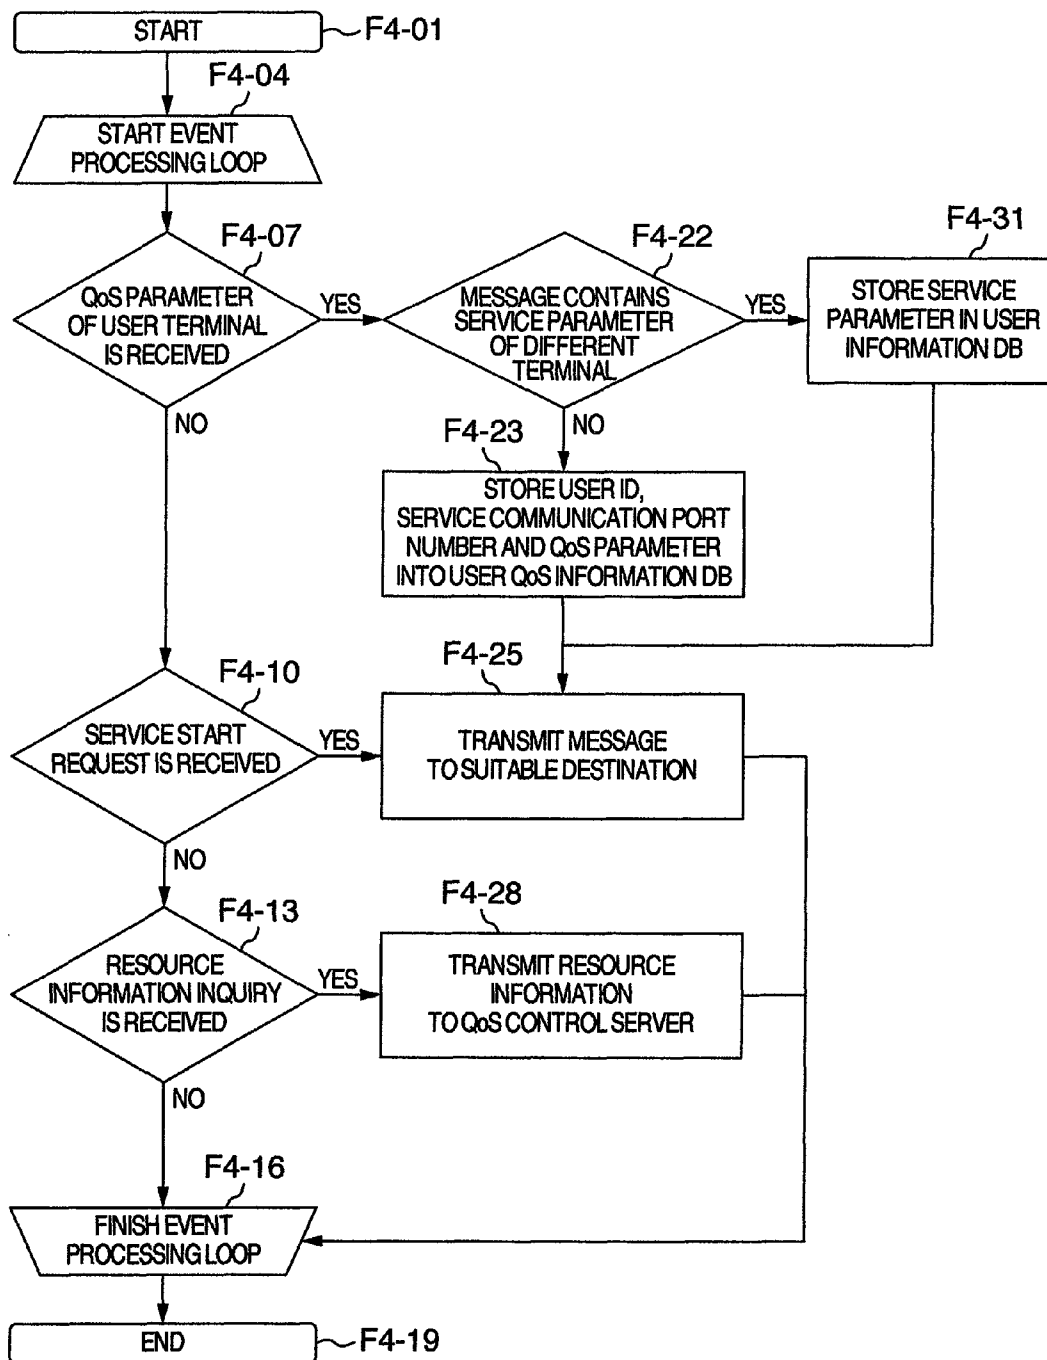 START
F4-01
F4-04
START EVENT
PROCESSING LOOP
F4-07
QoS PARAMETER
OF USER TERMINAL
IS RECEIVED
YES
NO
F4-22
MESSAGE CONTAINS
SERVICE PARAMETER
OF DIFFERENT
TERMINAL
YES
NO
F4-31
STORE SERVICE
PARAMETER IN USER
INFORMATION DB
F4-23
STORE USER ID,
SERVICE COMMUNICATION PORT
NUMBER AND QoS PARAMETER
INTO USER QoS INFORMATION DB
F4-10
SERVICE START
REQUEST IS RECEIVED
YES
NO
F4-25
TRANSMIT MESSAGE
TO SUITABLE DESTINATION
F4-13
RESOURCE
INFORMATION INQUIRY
IS RECEIVED
YES
NO
F4-28
TRANSMIT RESOURCE
INFORMATION
TO QoS CONTROL SERVER
F4-16
FINISH EVENT
PROCESSING LOOP
END
F4-19